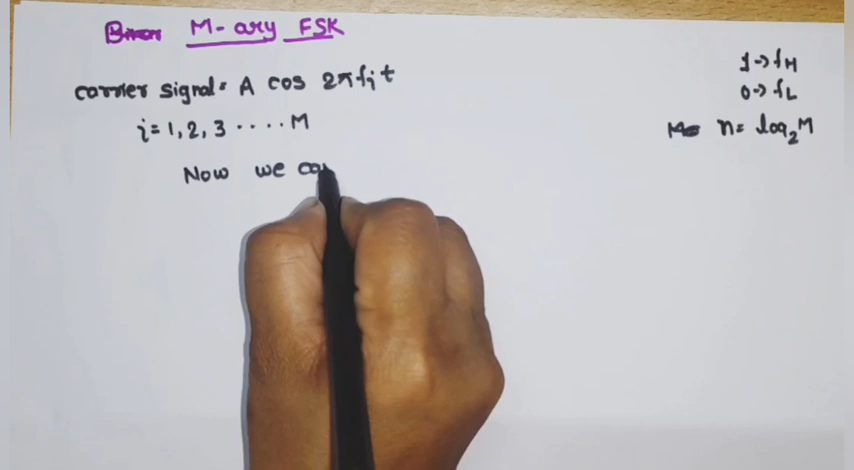 M-ary FSK
carrier signal = A cos 2πfᵢt
i = 1, 2, 3 .... M
Now we
1 -> fH
0 -> fL
n = log₂M